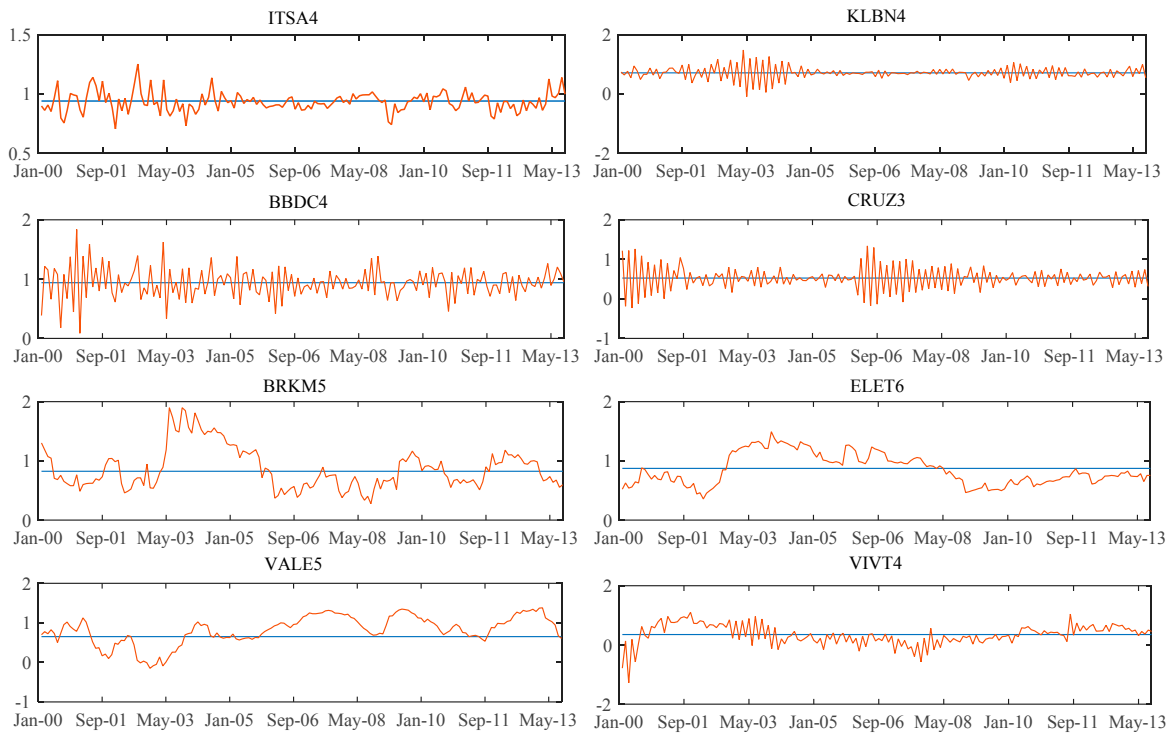 ITSA4
1.5
1
0.5
Jan-00 Sep-01 May-03 Jan-05 Sep-06 May-08 Jan-10 Sep-11 May-13
KLBN4
2
0
-2
Jan-00 Sep-01 May-03 Jan-05 Sep-06 May-08 Jan-10 Sep-11 May-13
BBDC4
2
1
0
Jan-00 Sep-01 May-03 Jan-05 Sep-06 May-08 Jan-10 Sep-11 May-13
CRUZ3
2
1
0
-1
Jan-00 Sep-01 May-03 Jan-05 Sep-06 May-08 Jan-10 Sep-11 May-13
BRKM5
2
1
0
Jan-00 Sep-01 May-03 Jan-05 Sep-06 May-08 Jan-10 Sep-11 May-13
ELET6
2
1
0
Jan-00 Sep-01 May-03 Jan-05 Sep-06 May-08 Jan-10 Sep-11 May-13
VALE5
2
1
0
-1
Jan-00 Sep-01 May-03 Jan-05 Sep-06 May-08 Jan-10 Sep-11 May-13
VIVT4
2
0
-2
Jan-00 Sep-01 May-03 Jan-05 Sep-06 May-08 Jan-10 Sep-11 May-13